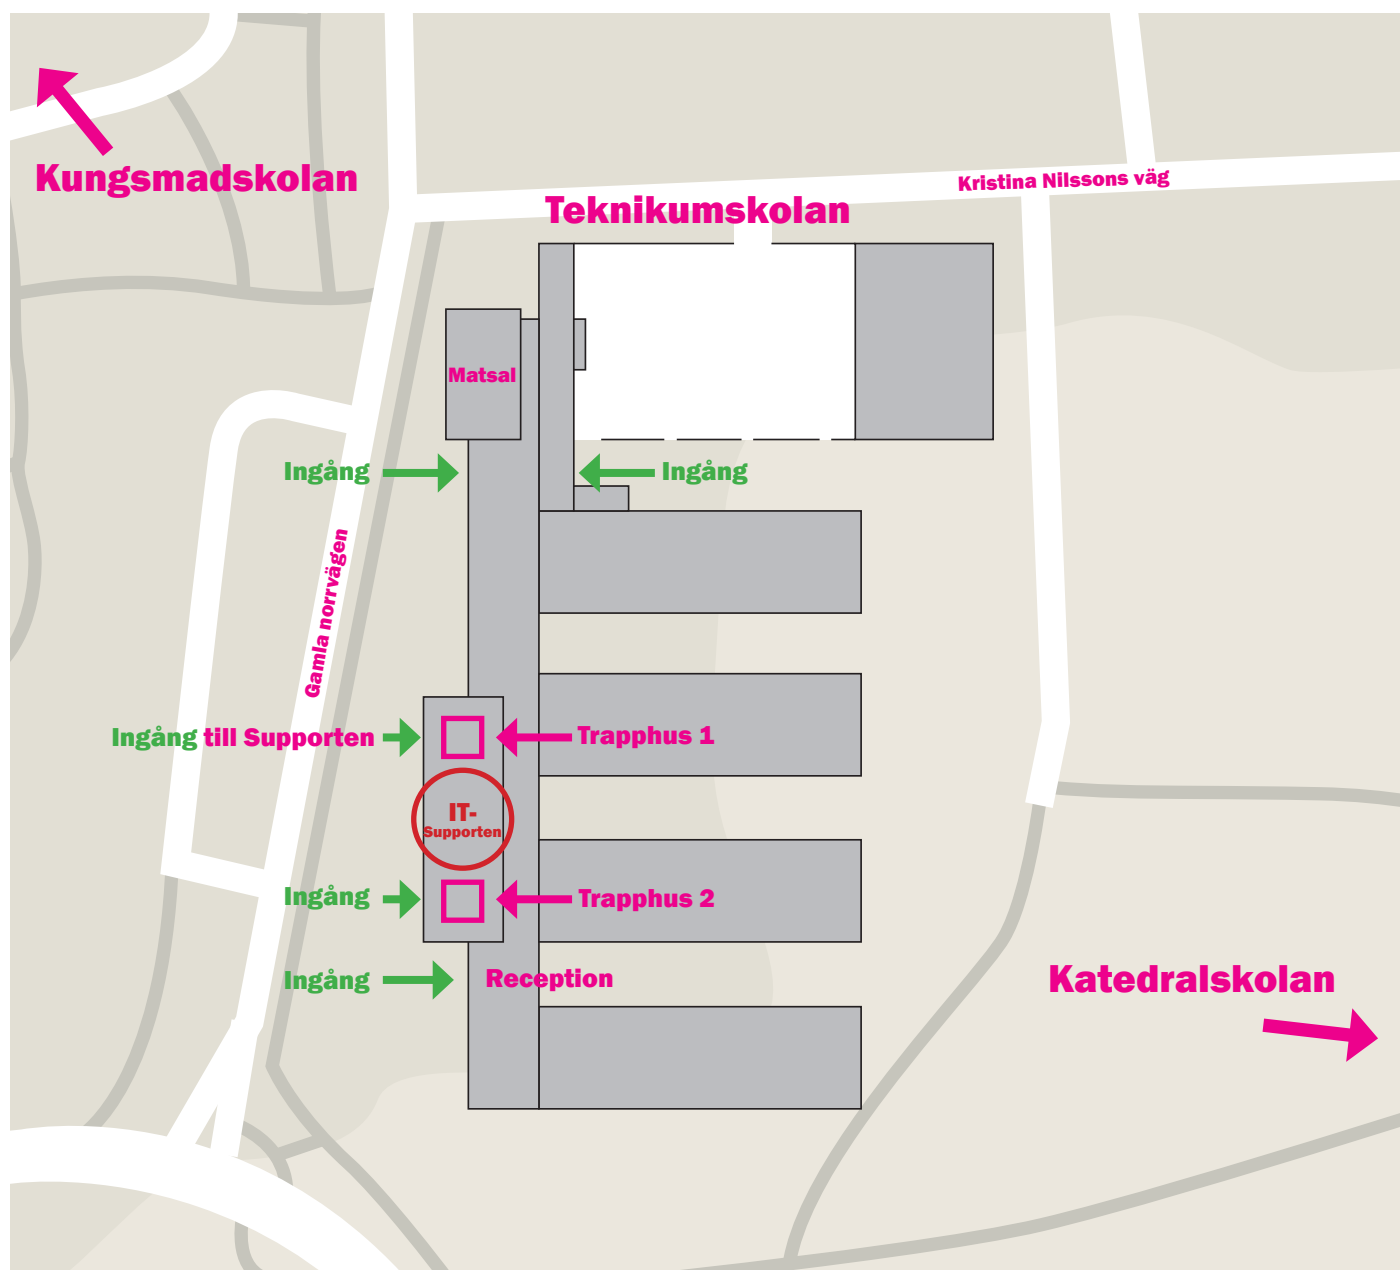 Kungsmadskolan
Kristina Nilssons väg
Teknikumskolan
Matsal
Ingång
Ingång
Gamla norrvägen
Ingång till Supporten
Trapphus 1
IT-
Supporten
Ingång
Trapphus 2
Ingång
Reception
Katedralskolan